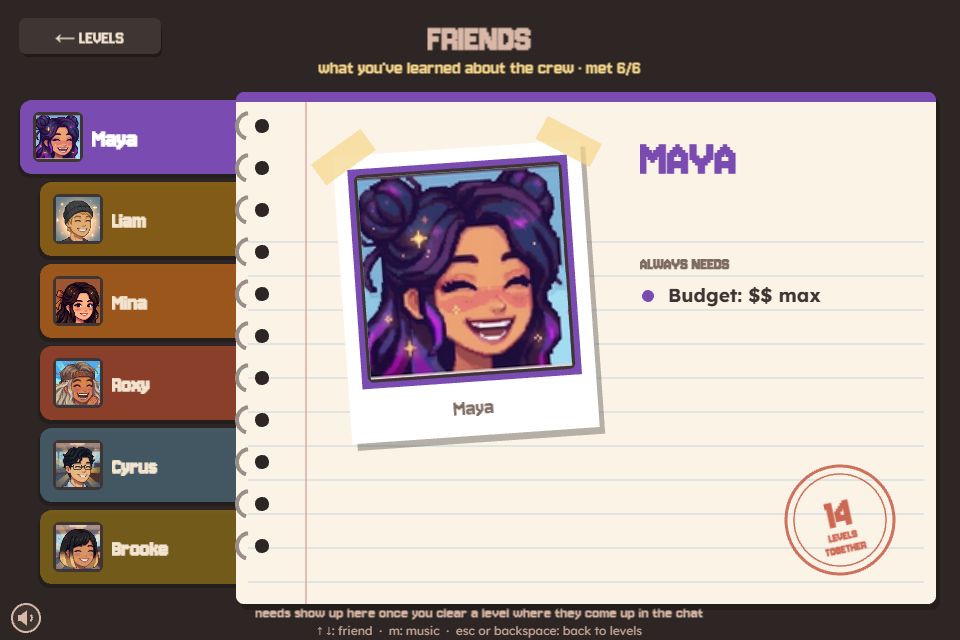 ← LEVELS
FRIENDS
what you've learned about the crew · met 6/6
Maya
Liam
Mina
Roxy
Cyrus
Brooke
Maya
MAYA
ALWAYS NEEDS
Budget: $$ max
14
LEVELS
TOGETHER
needs show up here once you clear a level where they come up in the chat
↑ ↓: friend · m: music · esc or backspace: back to levels